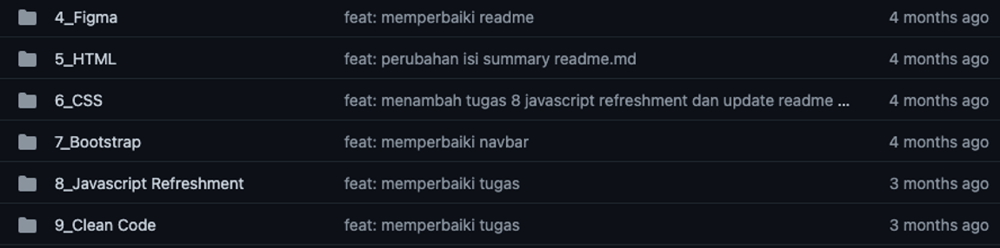 4_Figma feat: memperbaiki readme 4 months ago
5_HTML feat: perubahan isi summary readme.md 4 months ago
6_CSS feat: menambah tugas 8 javascript refreshment dan update readme ... 4 months ago
7_Bootstrap feat: memperbaiki navbar 4 months ago
8_Javascript Refreshment feat: memperbaiki tugas 3 months ago
9_Clean Code feat: memperbaiki tugas 3 months ago